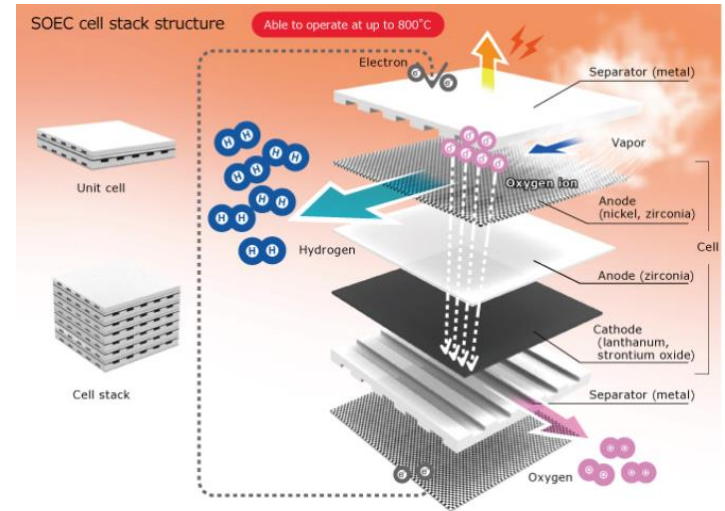 SOEC cell stack structure
Able to operate at up to 800˚C
Electron
Separator (metal)
Unit cell
Vapor
Oxygen ion
Anode
(nickel, zirconia)
Cell
Hydrogen
Anode (zirconia)
Cathode
(lanthanum,
strontium oxide)
Cell stack
Separator (metal)
Oxygen
H H
H H
H H
H H
H H
H H